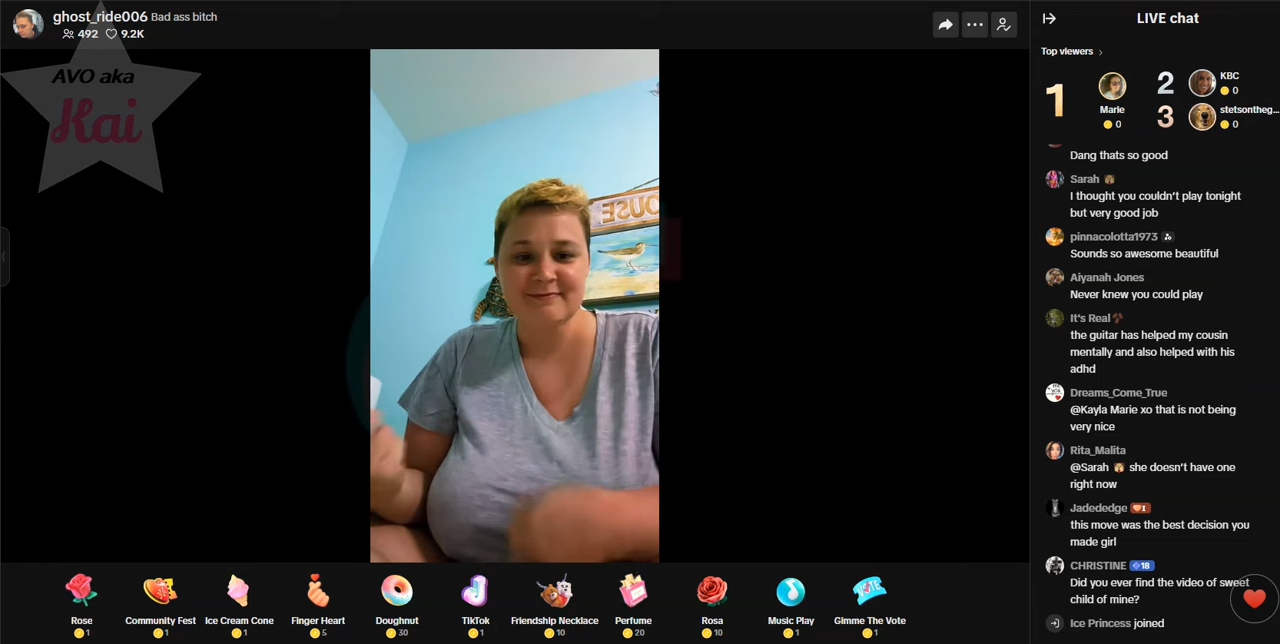 ghost_ride006 Bad ass bitch
492 9.2K
AVO aka
Kai
HOUSE
Rose
1
Community Fest
1
Ice Cream Cone
1
Finger Heart
5
Doughnut
30
TikTok
1
Friendship Necklace
10
Perfume
20
Rosa
10
Music Play
1
Gimme The Vote
1
LIVE chat
Top viewers
1
Marie
0
2
KBC
0
3
stetsontheg...
0
Dang thats so good
Sarah
I thought you couldn't play tonight
but very good job
pinnacolotta1973
Sounds so awesome beautiful
Aiyanah Jones
Never knew you could play
It's Real
the guitar has helped my cousin
mentally and also helped with his
adhd
Dreams_Come_True
@Kayla Marie xo that is not being
very nice
Rita_Malita
@Sarah she doesn't have one
right now
Jadededge I
this move was the best decision you
made girl
CHRISTINE 18
Did you ever find the video of sweet
child of mine?
Ice Princess joined